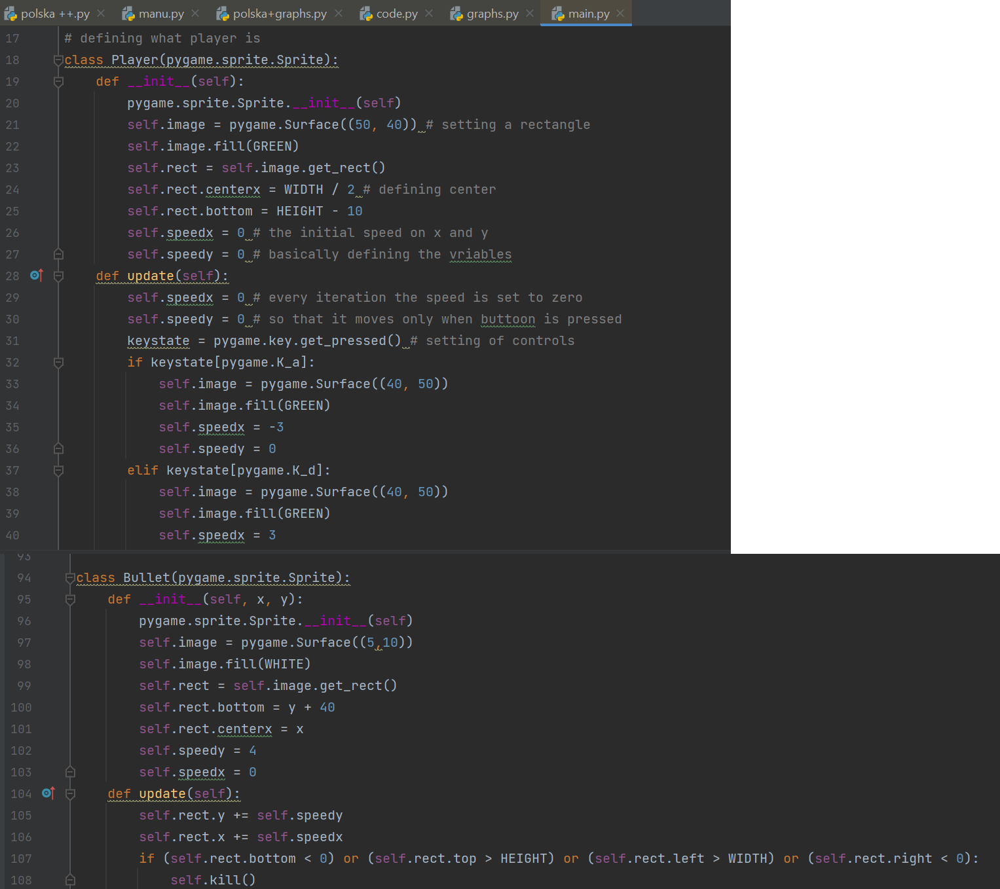 polska ++.py manu.py polska+graphs.py code.py graphs.py main.py
17 # defining what player is
18 class Player(pygame.sprite.Sprite):
19 def __init__(self):
20 pygame.sprite.Sprite.__init__(self)
21 self.image = pygame.Surface((50, 40)) # setting a rectangle
22 self.image.fill(GREEN)
23 self.rect = self.image.get_rect()
24 self.rect.centerx = WIDTH / 2 # defining center
25 self.rect.bottom = HEIGHT - 10
26 self.speedx = 0 # the initial speed on x and y
27 self.speedy = 0 # basically defining the vriables
28 def update(self):
29 self.speedx = 0 # every iteration the speed is set to zero
30 self.speedy = 0 # so that it moves only when buttoon is pressed
31 keystate = pygame.key.get_pressed() # setting of controls
32 if keystate[pygame.K_a]:
33 self.image = pygame.Surface((40, 50))
34 self.image.fill(GREEN)
35 self.speedx = -3
36 self.speedy = 0
37 elif keystate[pygame.K_d]:
38 self.image = pygame.Surface((40, 50))
39 self.image.fill(GREEN)
40 self.speedx = 3
93
94 class Bullet(pygame.sprite.Sprite):
95 def __init__(self, x, y):
96 pygame.sprite.Sprite.__init__(self)
97 self.image = pygame.Surface((5,10))
98 self.image.fill(WHITE)
99 self.rect = self.image.get_rect()
100 self.rect.bottom = y + 40
101 self.rect.centerx = x
102 self.speedy = 4
103 self.speedx = 0
104 def update(self):
105 self.rect.y += self.speedy
106 self.rect.x += self.speedx
107 if (self.rect.bottom < 0) or (self.rect.top > HEIGHT) or (self.rect.left > WIDTH) or (self.rect.right < 0):
108 self.kill()